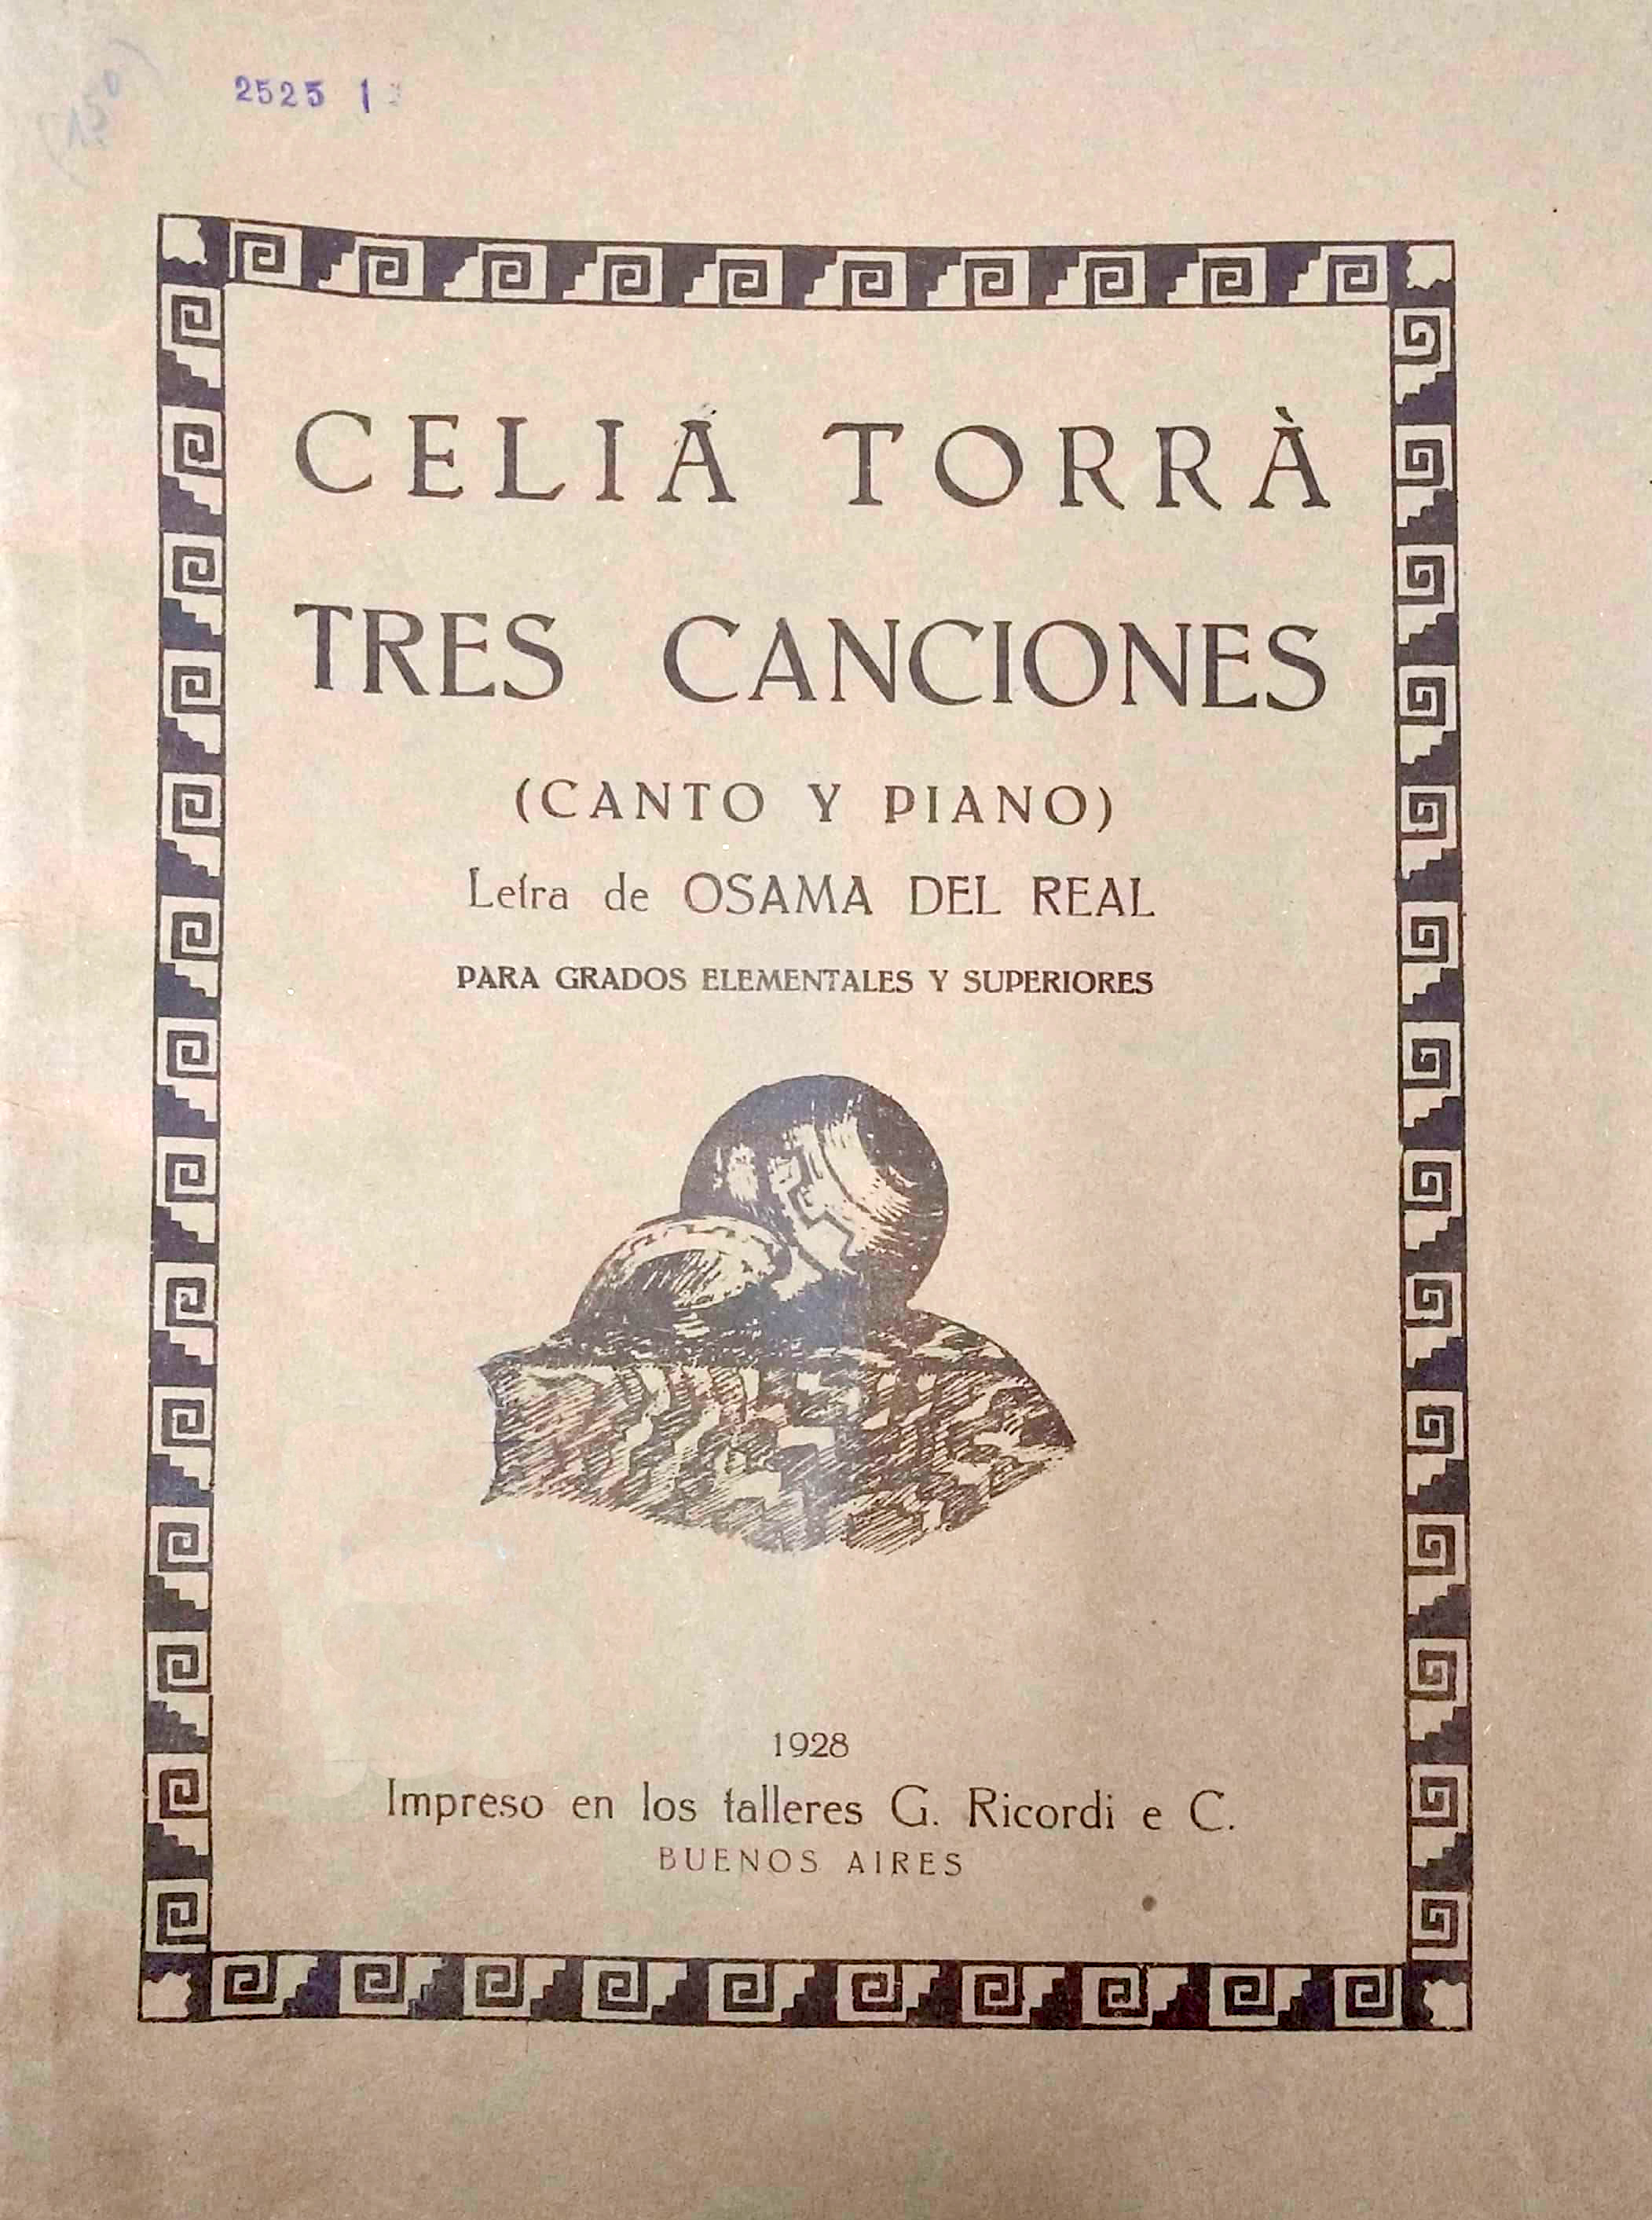 2525 1
CELIA TORRÀ
TRES CANCIONES
(CANTO Y PIANO)
Letra de OSAMA DEL REAL
PARA GRADOS ELEMENTALES Y SUPERIORES
1928
Impreso en los talleres G. Ricordi e C.
BUENOS AIRES